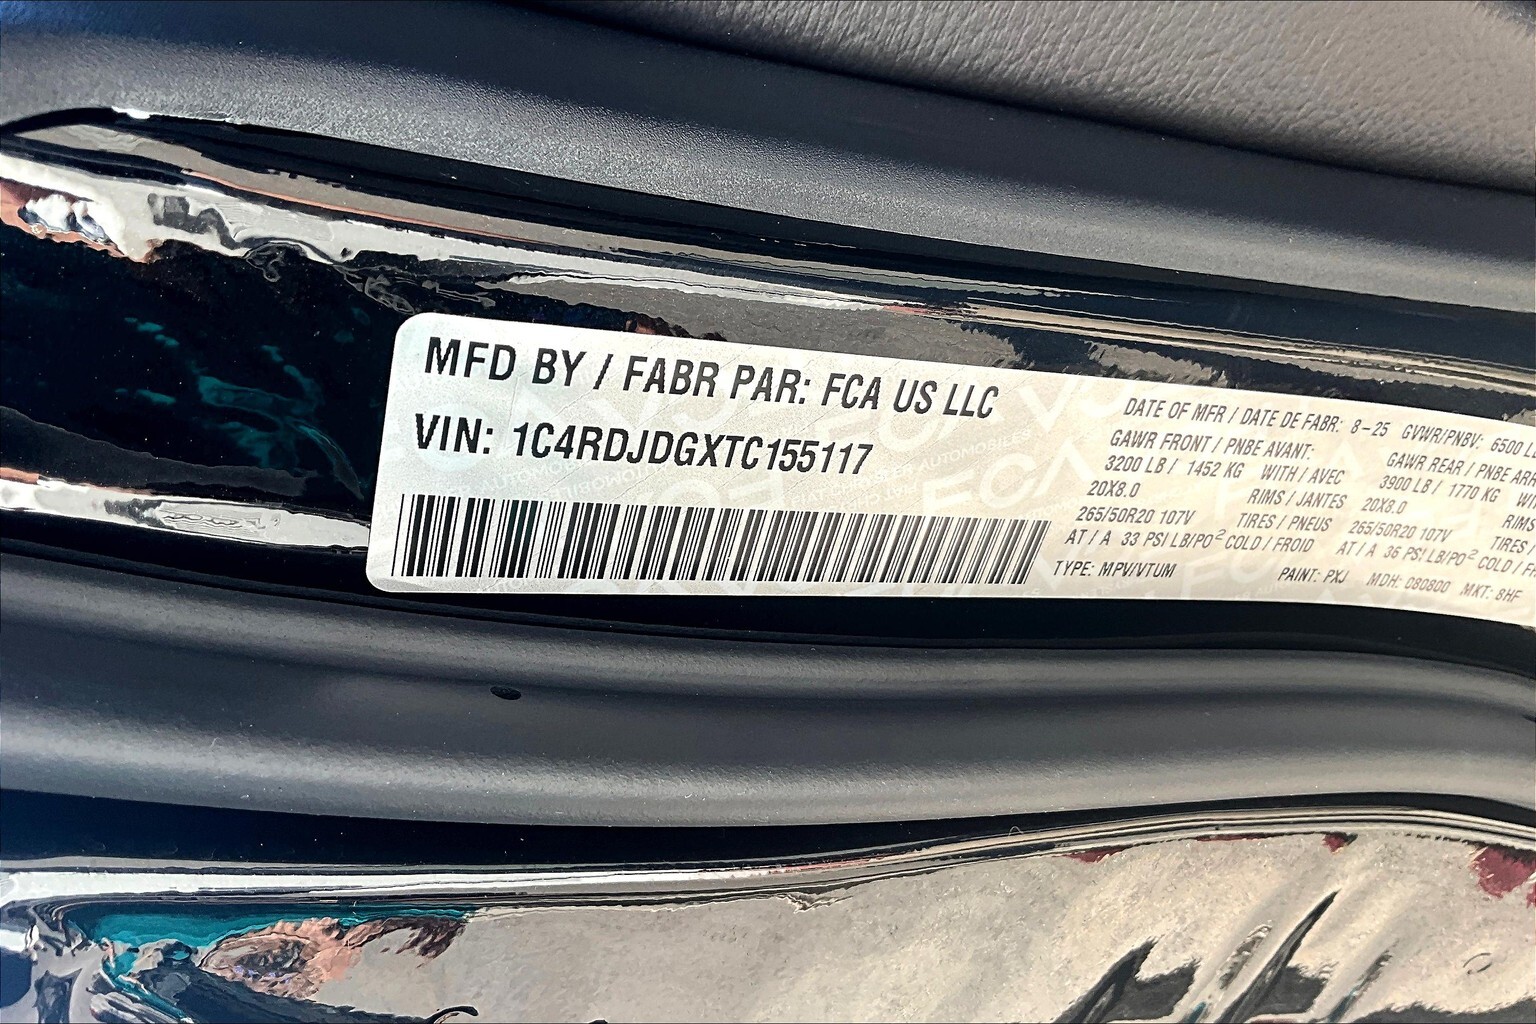 MFD BY / FABR PAR: FCA US LLC
VIN: 1C4RDJDGXTC155117
DATE OF MFR / DATE DE FABR: 8-25 GVWR/PNBV: 6500
GAWR FRONT / PNBE AVANT: GAWR REAR / PNBE
3200 LB / 1452 KG WITH / AVEC 3900 LB / 1770 KG
20X8.0 RIMS / JANTES 20X8.0 RIMS
265/50R20 107V TIRES / PNEUS 265/50R20 107V TIRES
AT / A 33 PSI LB/PO² COLD / FROID AT / A 36 PSI LB/PO² COLD /
TYPE: MPV/VTUM PAINT: PXJ MDH: 080800 MKT: 8HF